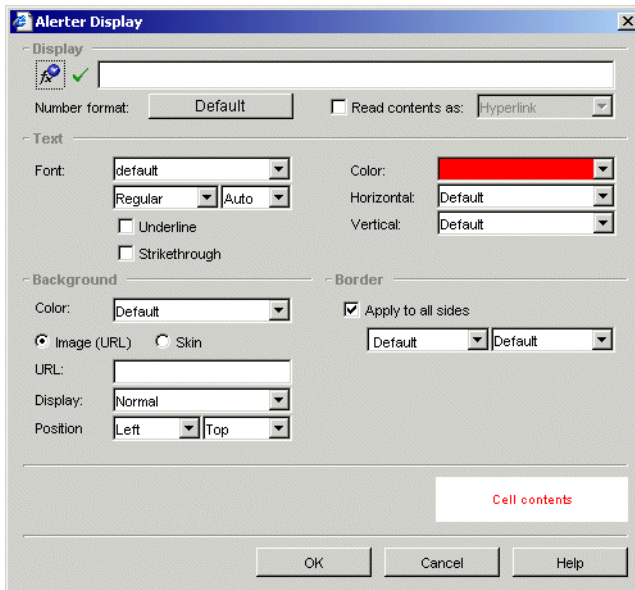 Alerter Display
Display
fx
Number format: Default Read contents as: Hyperlink
Text
Font: default Color:
Regular Auto Horizontal: Default
Underline Vertical: Default
Strikethrough
Background Border
Color: Default Apply to all sides
Image (URL) Skin Default Default
URL:
Display: Normal
Position Left Top
Cell contents
OK Cancel Help